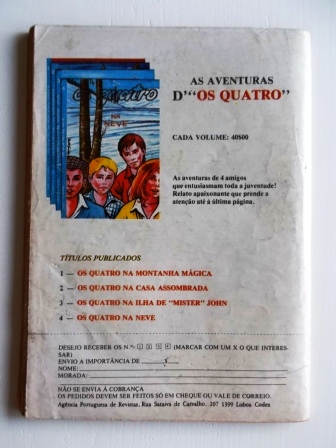 OS QUATRO
NA
NEVE
AS AVENTURAS
D'"OS QUATRO"
CADA VOLUME: 40$00
As aventuras de 4 amigos
que entusiasmam toda a juventude!
Relato apaixonante que prende a
atenção até á última página.
TÍTULOS PUBLICADOS
1 — OS QUATRO NA MONTANHA MÁGICA
2 — OS QUATRO NA CASA ASSOMBRADA
3 — OS QUATRO NA ILHA DE "MISTER" JOHN
4 — OS QUATRO NA NEVE
DESEJO RECEBER OS N.os 1 2 3 4 (MARCAR COM UM X O QUE INTERES-
SAR)
ENVIO A IMPORTÂNCIA DE $
NOME:
MORADA:
NÃO SE ENVIA Á COBRANÇA
OS PEDIDOS DEVEM SER FEITOS SÓ EM CHEQUE OU VALE DE CORREIO.
Agência Portuguesa de Revistas, Rua Saraiva de Carvalho, 207 1399 Lisboa Codex